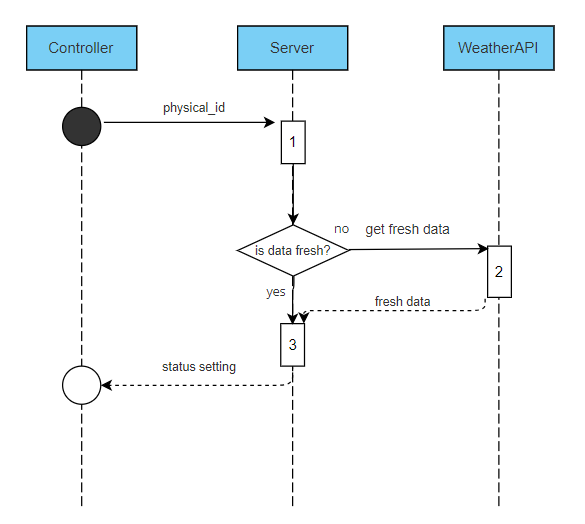 Controller
Server
WeatherAPI
physical_id
1
no
get fresh data
is data fresh?
2
yes
fresh data
3
status setting